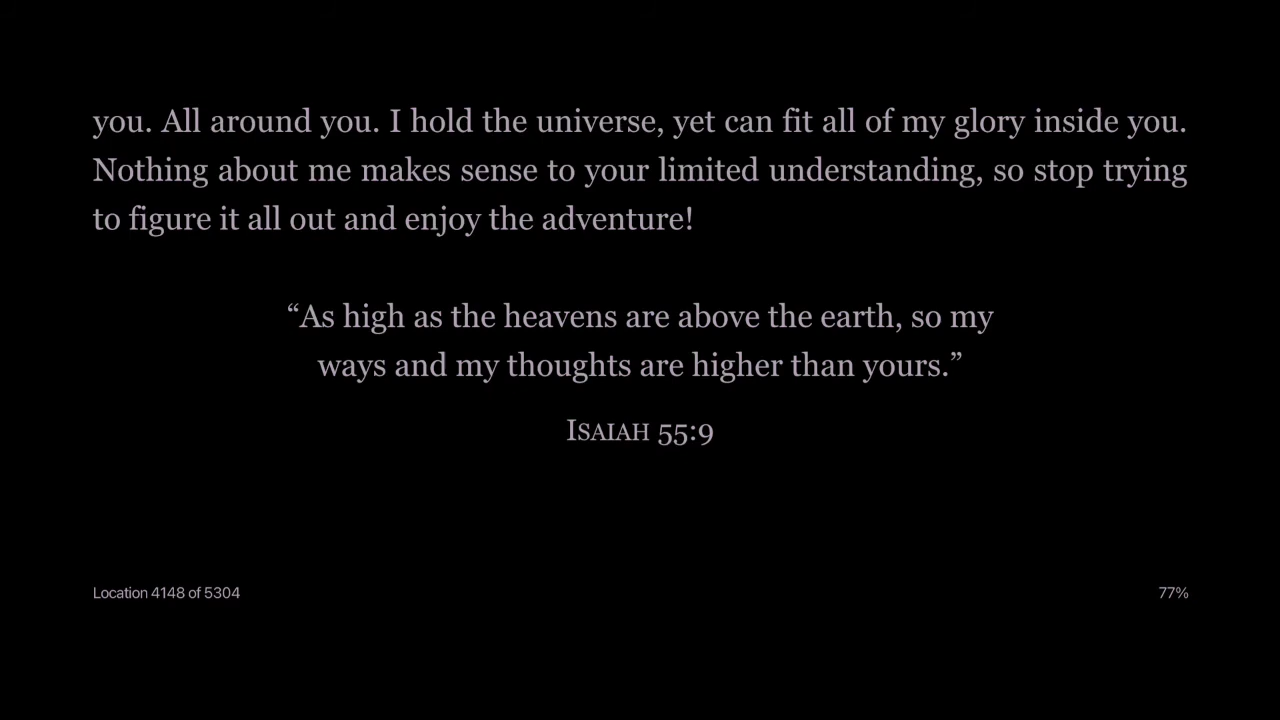 you. All around you. I hold the universe, yet can fit all of my glory inside you.
Nothing about me makes sense to your limited understanding, so stop trying
to figure it all out and enjoy the adventure!
“As high as the heavens are above the earth, so my
ways and my thoughts are higher than yours.”
ISAIAH 55:9
Location 4148 of 5304
77%